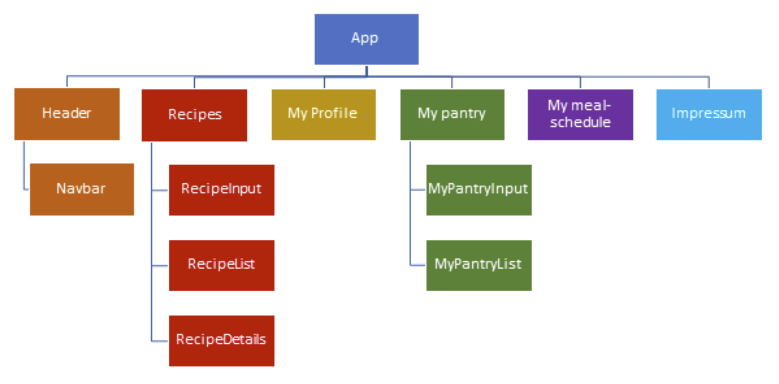 App
Header
Recipes
My Profile
My pantry
My meal-
schedule
Impressum
Navbar
RecipeInput
MyPantryInput
RecipeList
MyPantryList
RecipeDetails